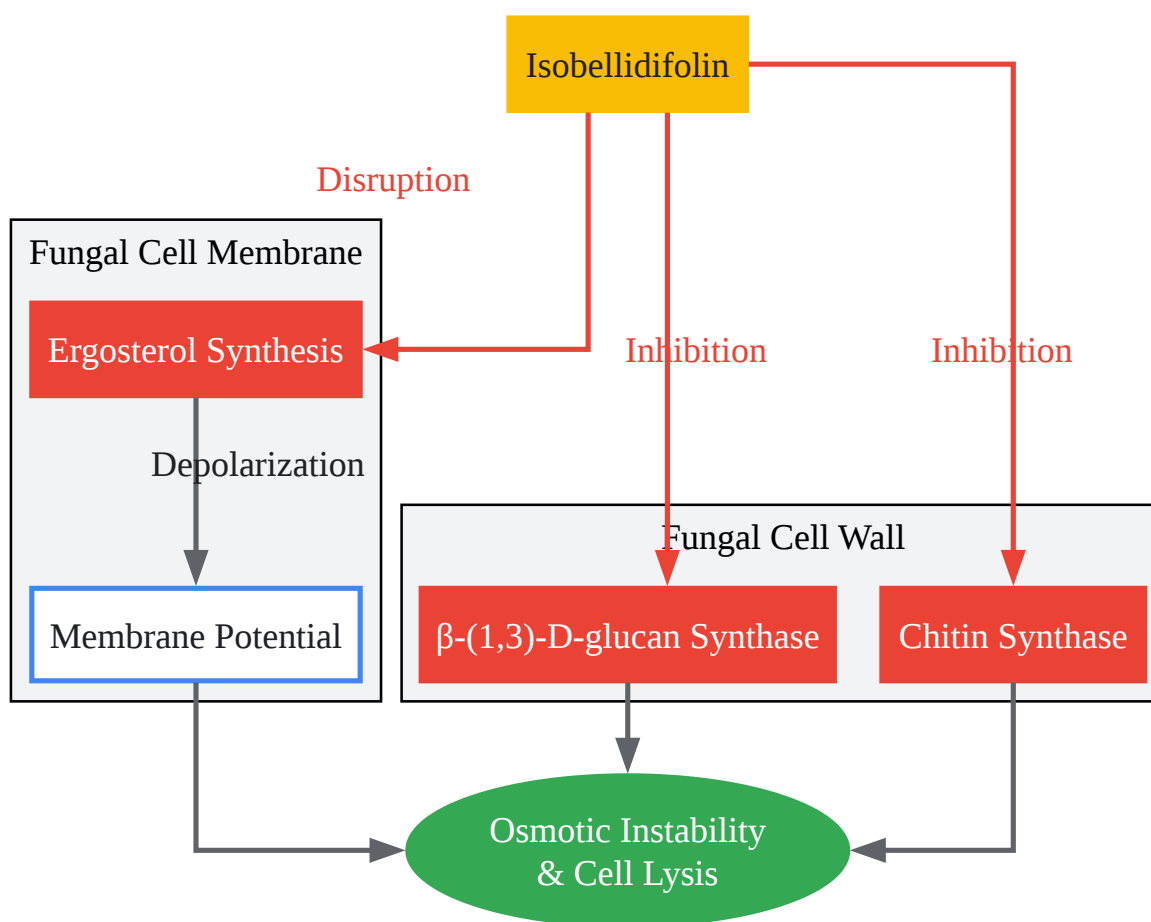 Isobellidifolin
Disruption
Fungal Cell Membrane
Ergosterol Synthesis
Inhibition
Inhibition
Depolarization
Fungal Cell Wall
Membrane Potential
β-(1,3)-D-glucan Synthase
Chitin Synthase
Osmotic Instability
& Cell Lysis